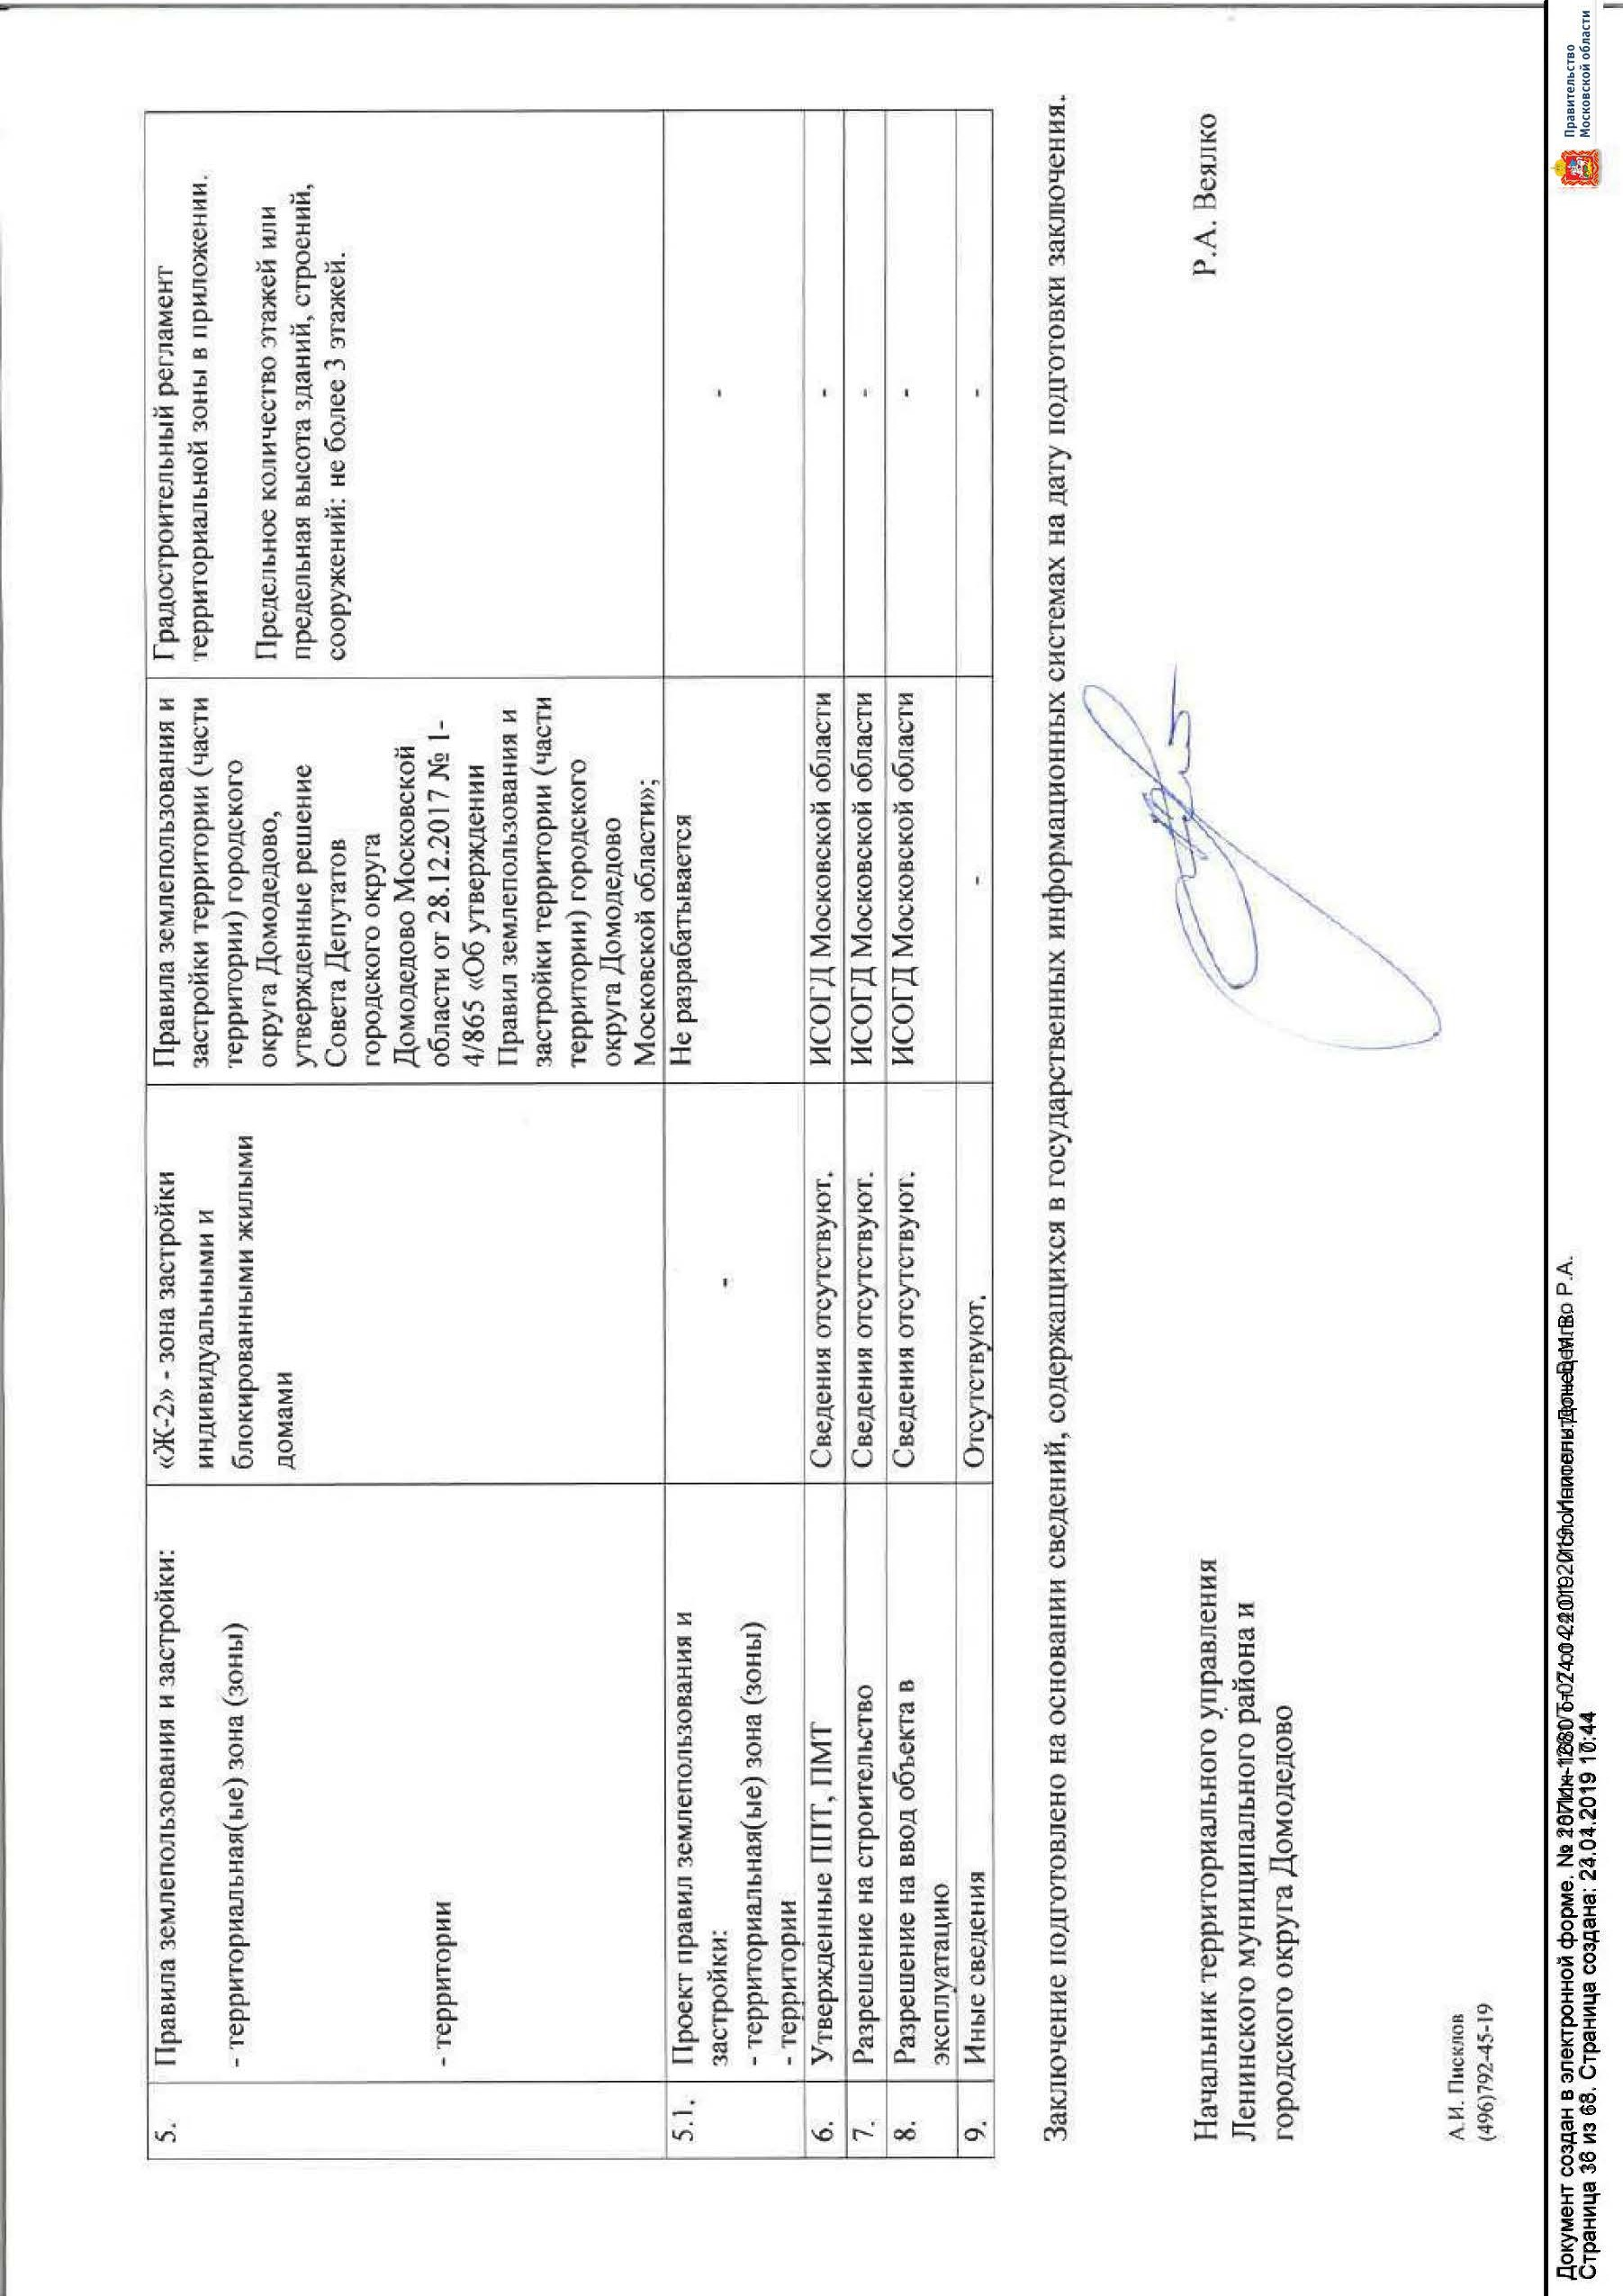 5.
Правила землепользования и застройки:
- территориальная(ые) зона (зоны)
- территории
«Ж-2» - зона застройки
индивидуальными и
блокированными жилыми
домами
Правила землепользования и
застройки территории (части
территории) городского
округа Домодедово,
утвержденные решение
Совета Депутатов
городского округа
Домодедово Московской
области от 28.12.2017 № 1-
4/865 «Об утверждении
Правил землепользования и
застройки территории (части
территории) городского
округа Домодедово
Московской области»;
Градостроительный регламент
территориальной зоны в приложении.
Предельное количество этажей или
предельная высота зданий, строений,
сооружений: не более 3 этажей.
5.1.
Проект правил землепользования и
застройки:
- территориальная(ые) зона (зоны)
- территории
-
Не разрабатывается
-
6. Утвержденные ППТ, ПМТ Сведения отсутствуют. ИСОГД Московской области -
7. Разрешение на строительство Сведения отсутствуют. ИСОГД Московской области -
8. Разрешение на ввод объекта в Сведения отсутствуют. ИСОГД Московской области -
эксплуатацию
9. Иные сведения Отсутствуют. - -
Заключение подготовлено на основании сведений, содержащихся в государственных информационных системах на дату подготовки заключения.
Начальник территориального управления
Ленинского муниципального района и
городского округа Домодедово
Р.А. Веялко
А.И. Писклов
(496)792-45-19
Документ создан в электронной форме. № Р.А.
Страница из 68. Страница создана: 24.04.2019
Правительство
Московской области